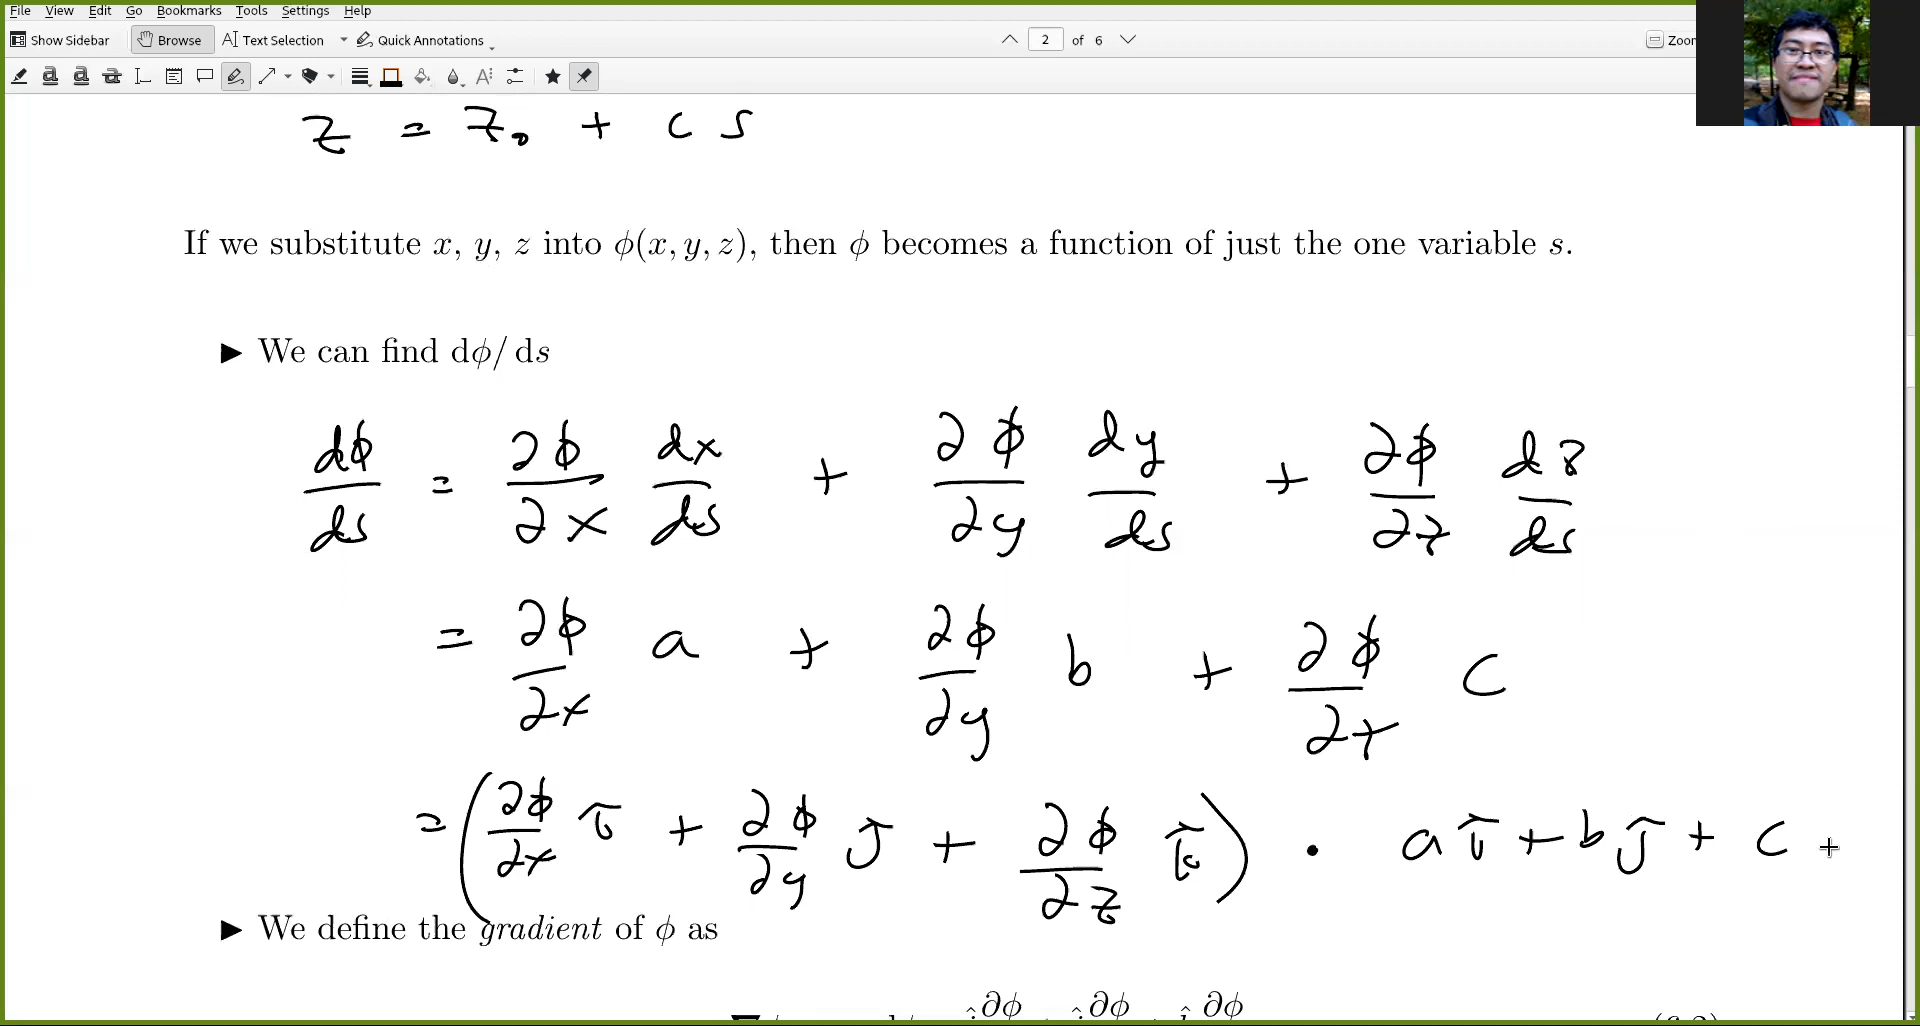 File View Edit Go Bookmarks Tools Settings Help
Show Sidebar Browse Text Selection Quick Annotations 2 of 6 Zoo
z = z₀ + c s
If we substitute x, y, z into ϕ(x, y, z), then ϕ becomes a function of just the one variable s.
▶ We can find dϕ/ ds
dϕ/ds = ∂ϕ/∂x dx/ds + ∂ϕ/∂y dy/ds + ∂ϕ/∂z dz/ds
= ∂ϕ/∂x a + ∂ϕ/∂y b + ∂ϕ/∂z c
= (∂ϕ/∂x î + ∂ϕ/∂y ĵ + ∂ϕ/∂z k̂) · a î + b ĵ + c
▶ We define the gradient of ϕ as